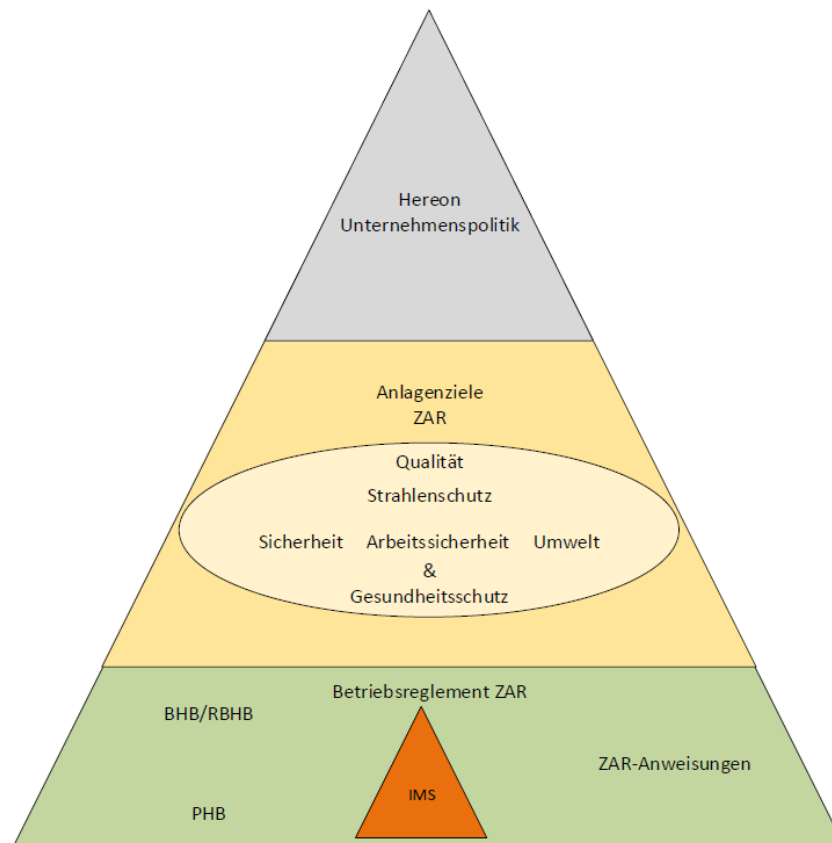 Hereon
Unternehmenspolitik
Anlagenziele
ZAR
Qualität
Strahlenschutz
Sicherheit Arbeitssicherheit Umwelt
&
Gesundheitsschutz
Betriebsreglement ZAR
BHB/RBHB
ZAR-Anweisungen
IMS
PHB